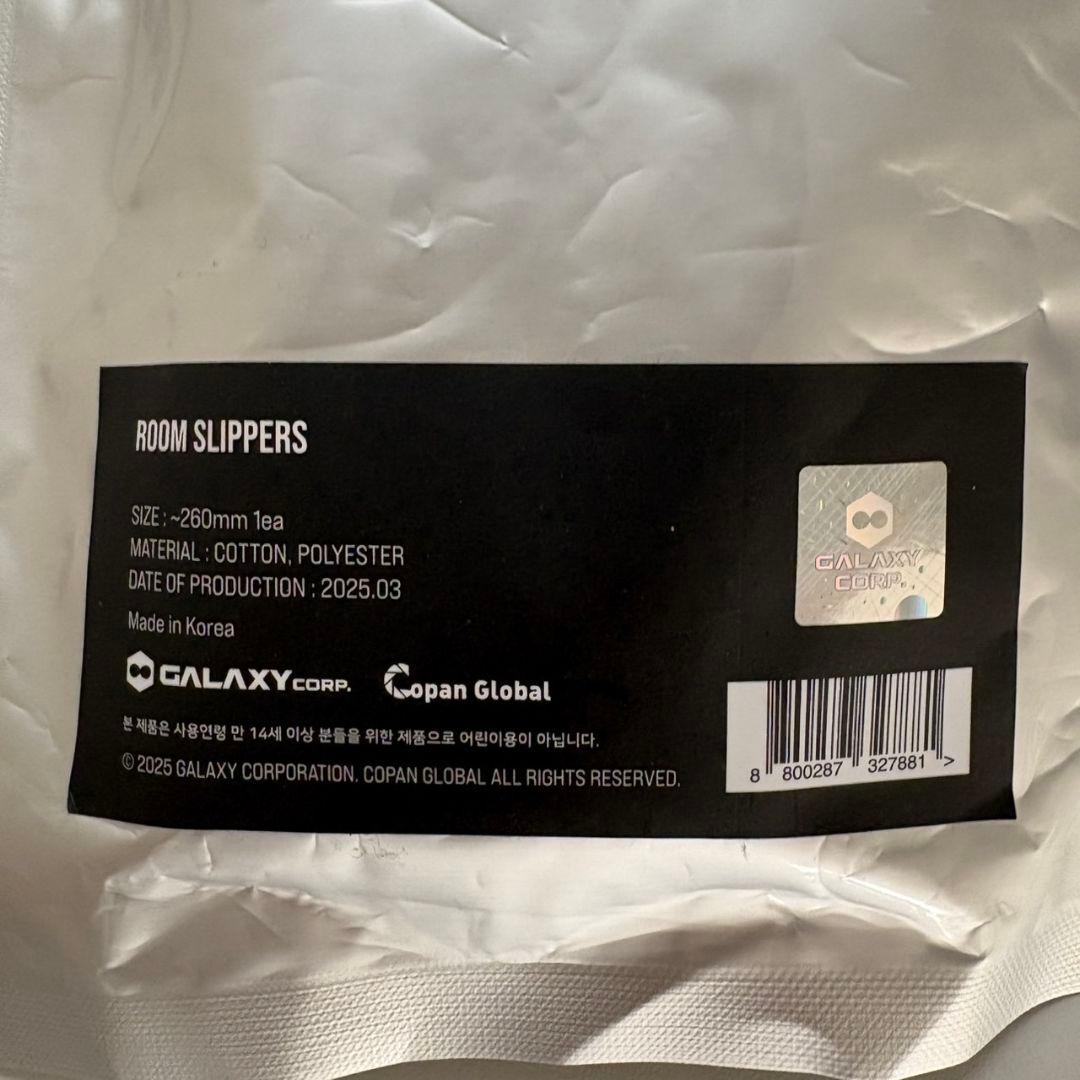 ROOM SLIPPERS
SIZE : ~260mm 1ea
MATERIAL : COTTON, POLYESTER
DATE OF PRODUCTION : 2025.03
Made in Korea
GALAXY CORP.
Copan Global
본 제품은 사용연령 만 14세 이상 분들을 위한 제품으로 어린이용이 아닙니다.
© 2025 GALAXY CORPORATION. COPAN GLOBAL ALL RIGHTS RESERVED.
GALAXY
CORP.
8 800287 327881 >